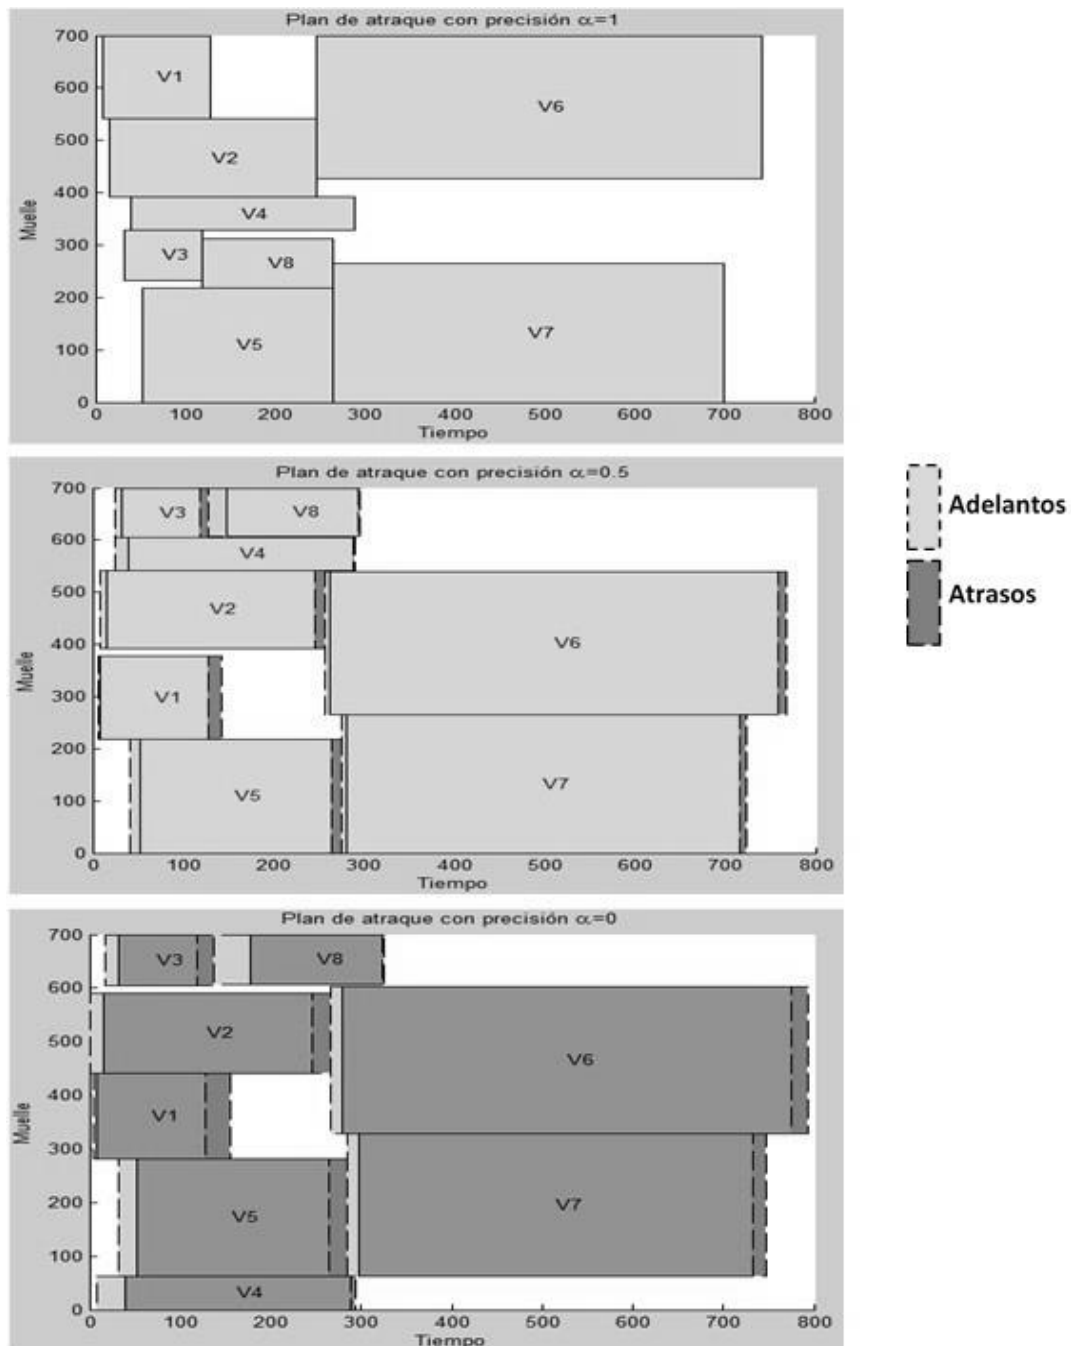 Plan de atraque con precisión α=1
700
600
500
400
300
200
100
0
Muelle
V1
V6
V2
V4
V3
V8
V5
V7
0 100 200 300 400 500 600 700 800
Tiempo
Plan de atraque con precisión α=0.5
700
600
500
400
300
200
100
0
Muelle
V3
V8
V4
V2
V6
V1
V5
V7
0 100 200 300 400 500 600 700 800
Tiempo
Adelantos
Atrasos
Plan de atraque con precisión α=0
700
600
500
400
300
200
100
0
Muelle
V3
V8
V2
V6
V1
V5
V7
V4
0 100 200 300 400 500 600 700 800
Tiempo